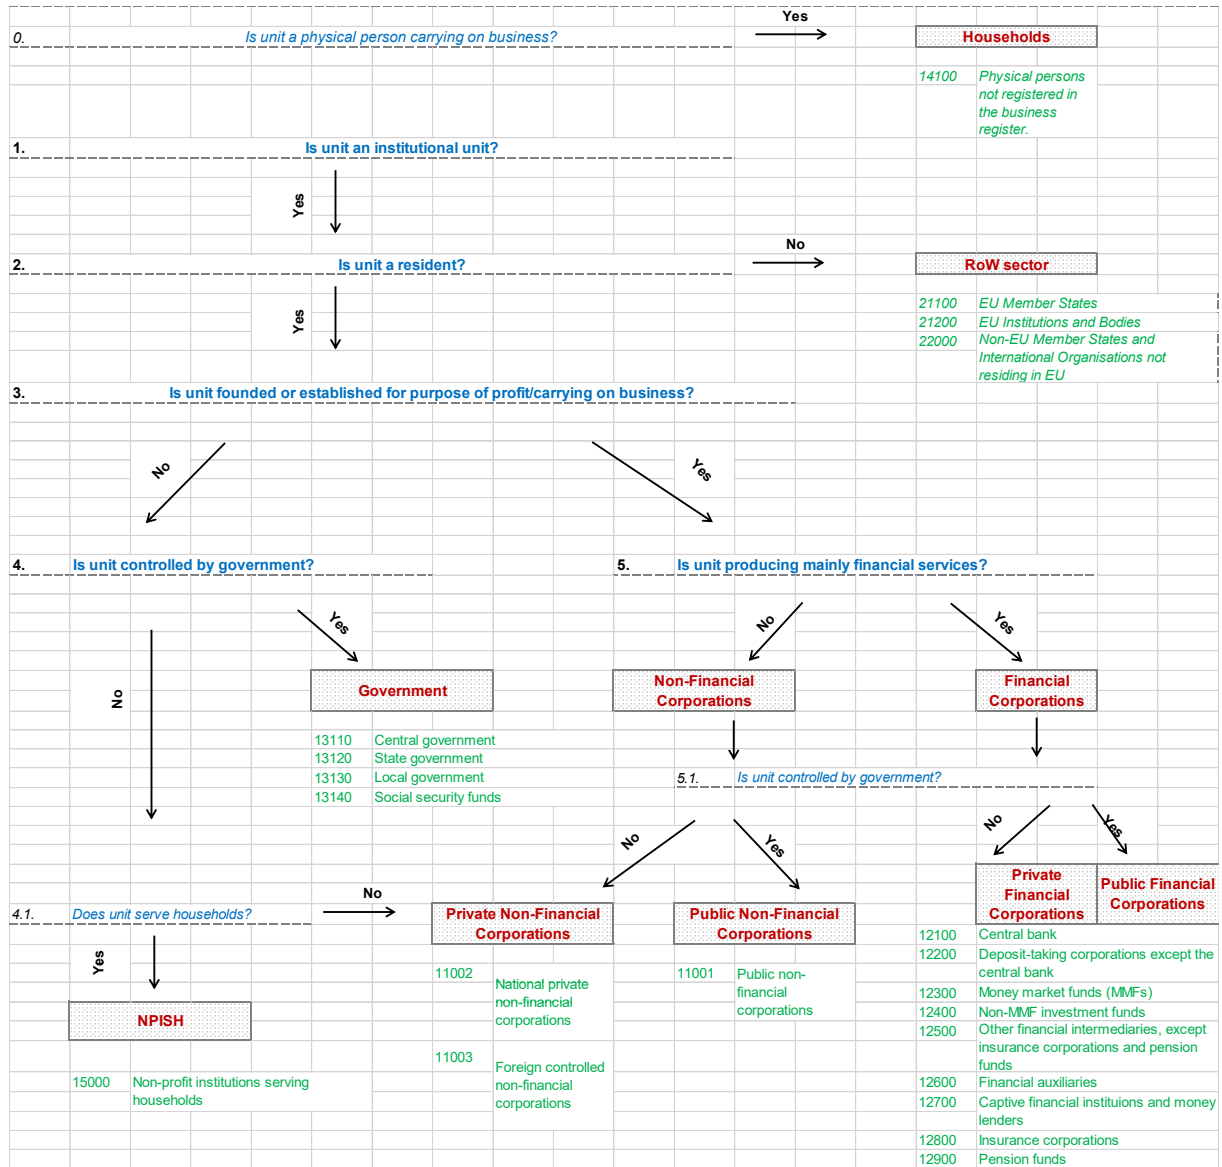 Yes
0. Is unit a physical person carrying on business?
Households
14100 Physical persons
not registered in
the business
register.
1. Is unit an institutional unit?
Yes
No
2. Is unit a resident?
RoW sector
Yes
21100 EU Member States
21200 EU Institutions and Bodies
22000 Non-EU Member States and
International Organisations not
residing in EU
3. Is unit founded or established for purpose of profit/carrying on business?
No
Yes
4. Is unit controlled by government?
5. Is unit producing mainly financial services?
Yes
No
Yes
No
Government
Non-Financial
Corporations
Financial
Corporations
13110 Central government
13120 State government
13130 Local government
13140 Social security funds
5.1. Is unit controlled by government?
No
Yes
No
Yes
Private
Financial
Corporations
Public Financial
Corporations
No
4.1. Does unit serve households?
Private Non-Financial
Corporations
Public Non-Financial
Corporations
Yes
NPISH
15000 Non-profit institutions serving
households
11002 National private
non-financial
corporations
11003 Foreign controlled
non-financial
corporations
11001 Public non-
financial
corporations
12100 Central bank
12200 Deposit-taking corporations except the
central bank
12300 Money market funds (MMFs)
12400 Non-MMF investment funds
12500 Other financial intermediaries, except
insurance corporations and pension
funds
12600 Financial auxiliaries
12700 Captive financial instituions and money
lenders
12800 Insurance corporations
12900 Pension funds